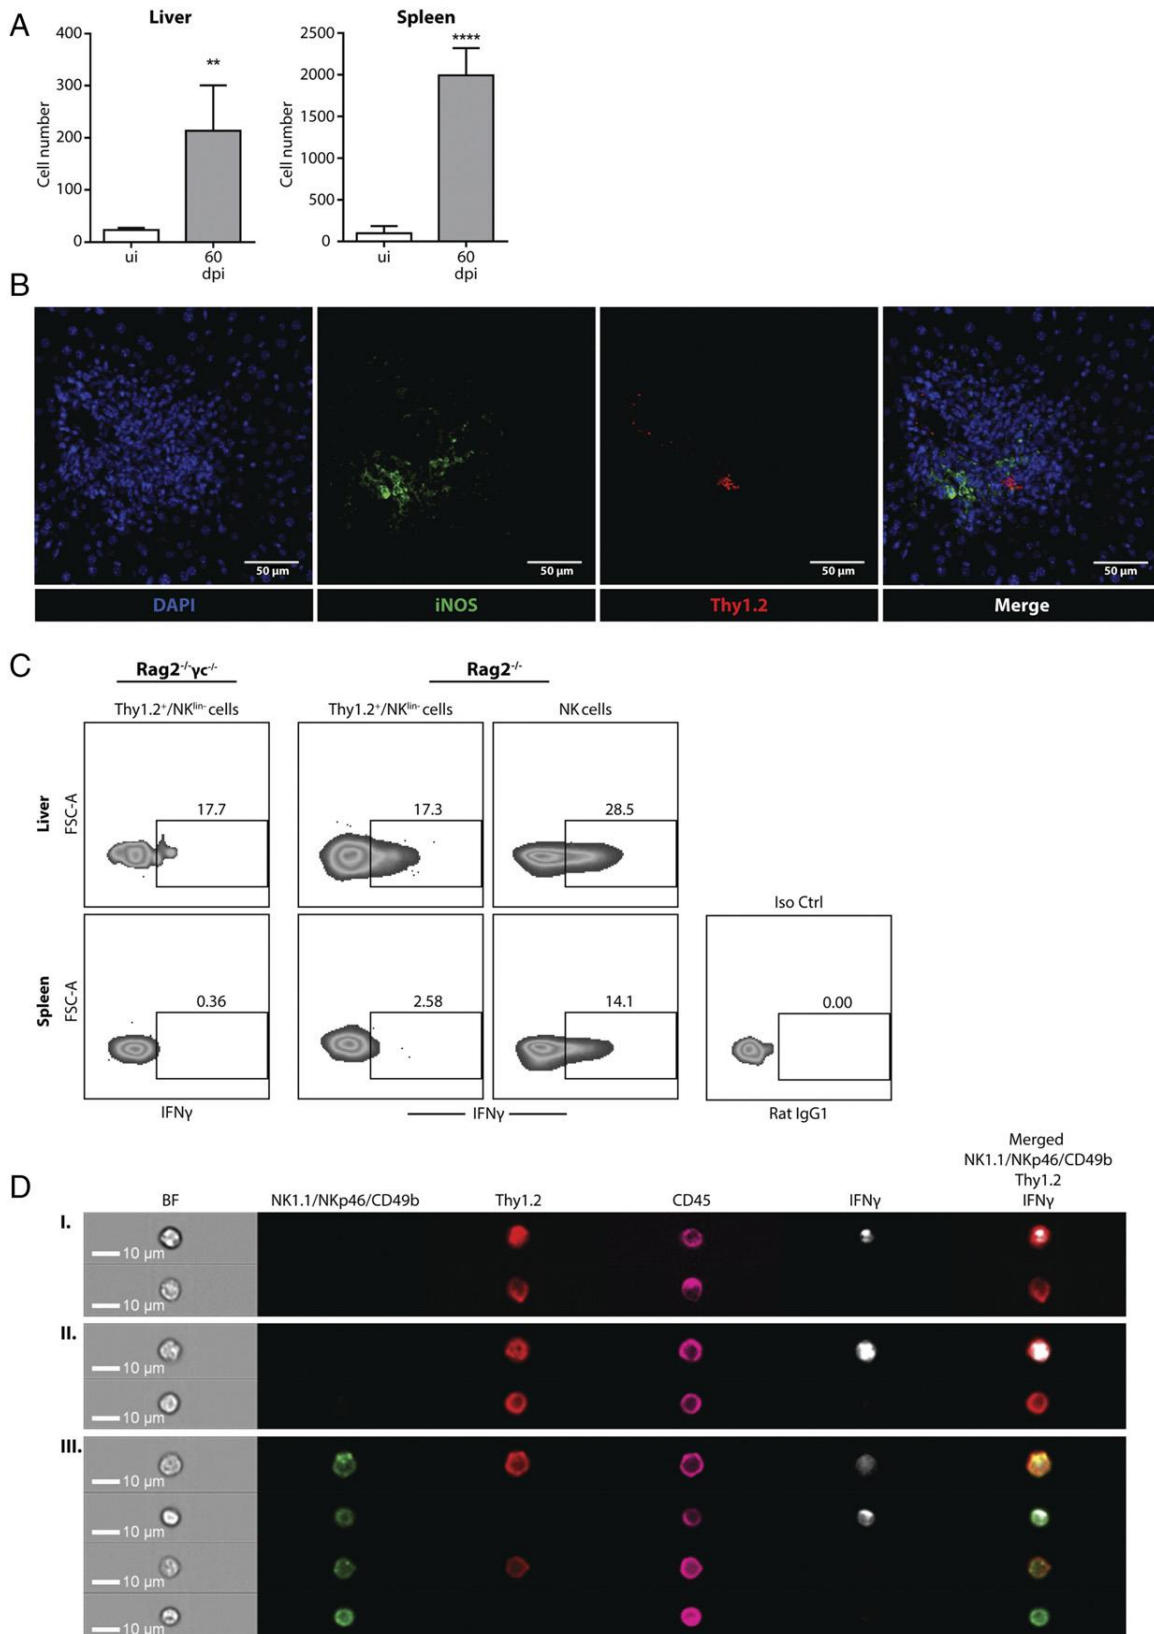 A
Liver
Spleen
Cell number
400
300
200
100
0
**
ui
60
dpi
Cell number
2500
2000
1500
1000
500
0
****
ui
60
dpi
B
50 µm
50 µm
50 µm
50 µm
DAPI
iNOS
Thy1.2
Merge
C
Rag2-/-γc-/-
Rag2-/-
Thy1.2+/NKlin- cells
Thy1.2+/NKlin- cells
NK cells
Liver
FSC-A
17.7
17.3
28.5
Iso Ctrl
Spleen
FSC-A
0.36
2.58
14.1
0.00
IFNγ
IFNγ
Rat IgG1
D
BF
NK1.1/NKp46/CD49b
Thy1.2
CD45
IFNγ
Merged
NK1.1/NKp46/CD49b
Thy1.2
IFNγ
I.
10 µm
10 µm
II.
10 µm
10 µm
III.
10 µm
10 µm
10 µm
10 µm